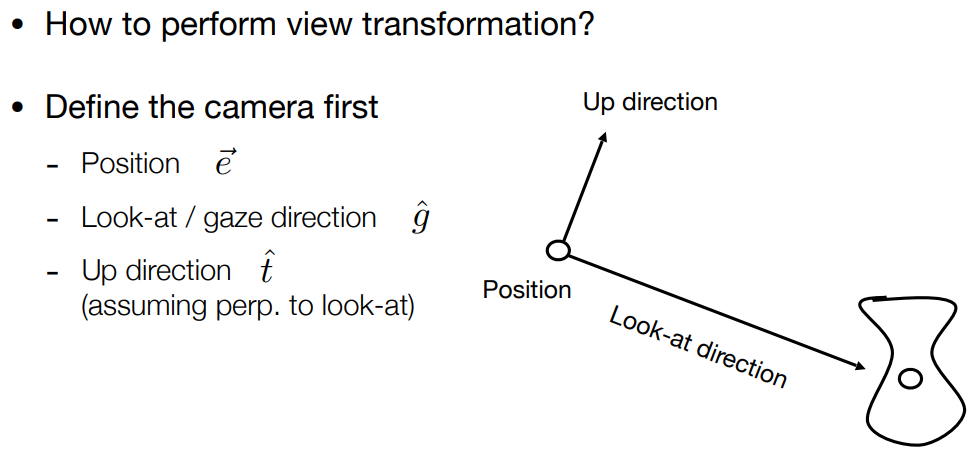 • How to perform view transformation?
• Define the camera first
Up direction
- Position $\vec{e}$
- Look-at / gaze direction $\hat{g}$
- Up direction $\hat{t}$
(assuming perp. to look-at)
Position
Look-at direction